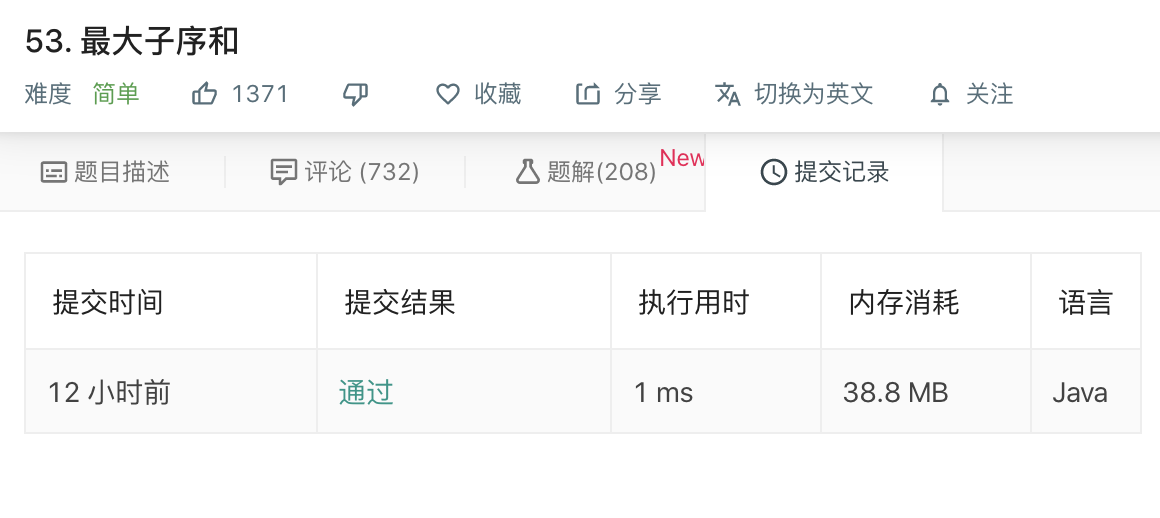 53. 最大子序和
难度 简单 1371 收藏 分享 切换为英文 关注
题目描述 评论 (732) 题解(208) New 提交记录
提交时间 提交结果 执行用时 内存消耗 语言
12 小时前 通过 1 ms 38.8 MB Java